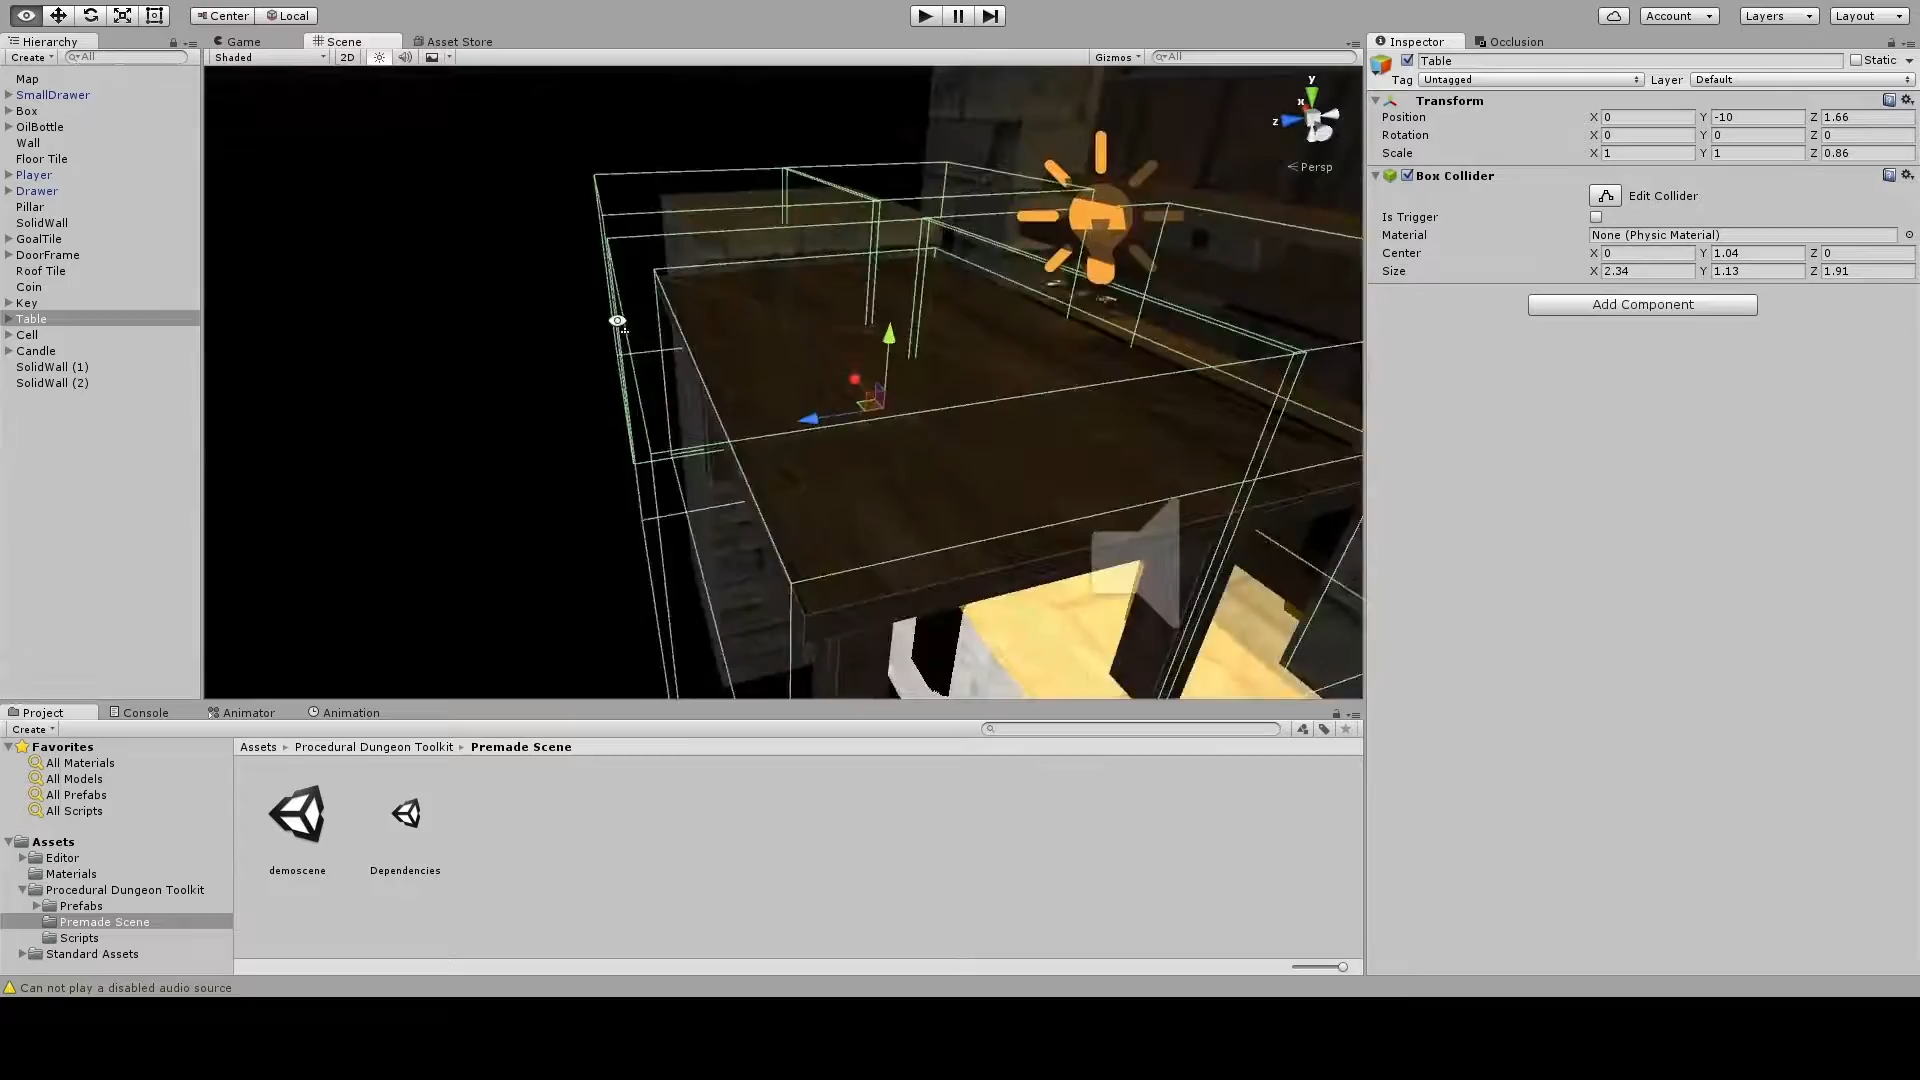 Center Local Account Layers Layout
Hierarchy Game Scene Asset Store Inspector Occlusion
Create All Shaded 2D Gizmos All Table Static
Tag Untagged Layer Default
Map
SmallDrawer
Box
OilBottle
Wall
Floor Tile
Player
Drawer
Pillar
SolidWall
GoalTile
DoorFrame
Roof Tile
Coin
Key
Table
Cell
Candle
SolidWall (1)
SolidWall (2)
y
x
z
< Persp
Transform
Position X 0 Y -10 Z 1.66
Rotation X 0 Y 0 Z 0
Scale X 1 Y 1 Z 0.86
Box Collider
Edit Collider
Is Trigger
Material None (Physic Material)
Center X 0 Y 1.04 Z 0
Size X 2.34 Y 1.13 Z 1.91
Add Component
Project Console Animator Animation
Create
Favorites
All Materials
All Models
All Prefabs
All Scripts
Assets
Editor
Materials
Procedural Dungeon Toolkit
Prefabs
Premade Scene
Scripts
Standard Assets
Assets Procedural Dungeon Toolkit Premade Scene
demoscene Dependencies
Can not play a disabled audio source